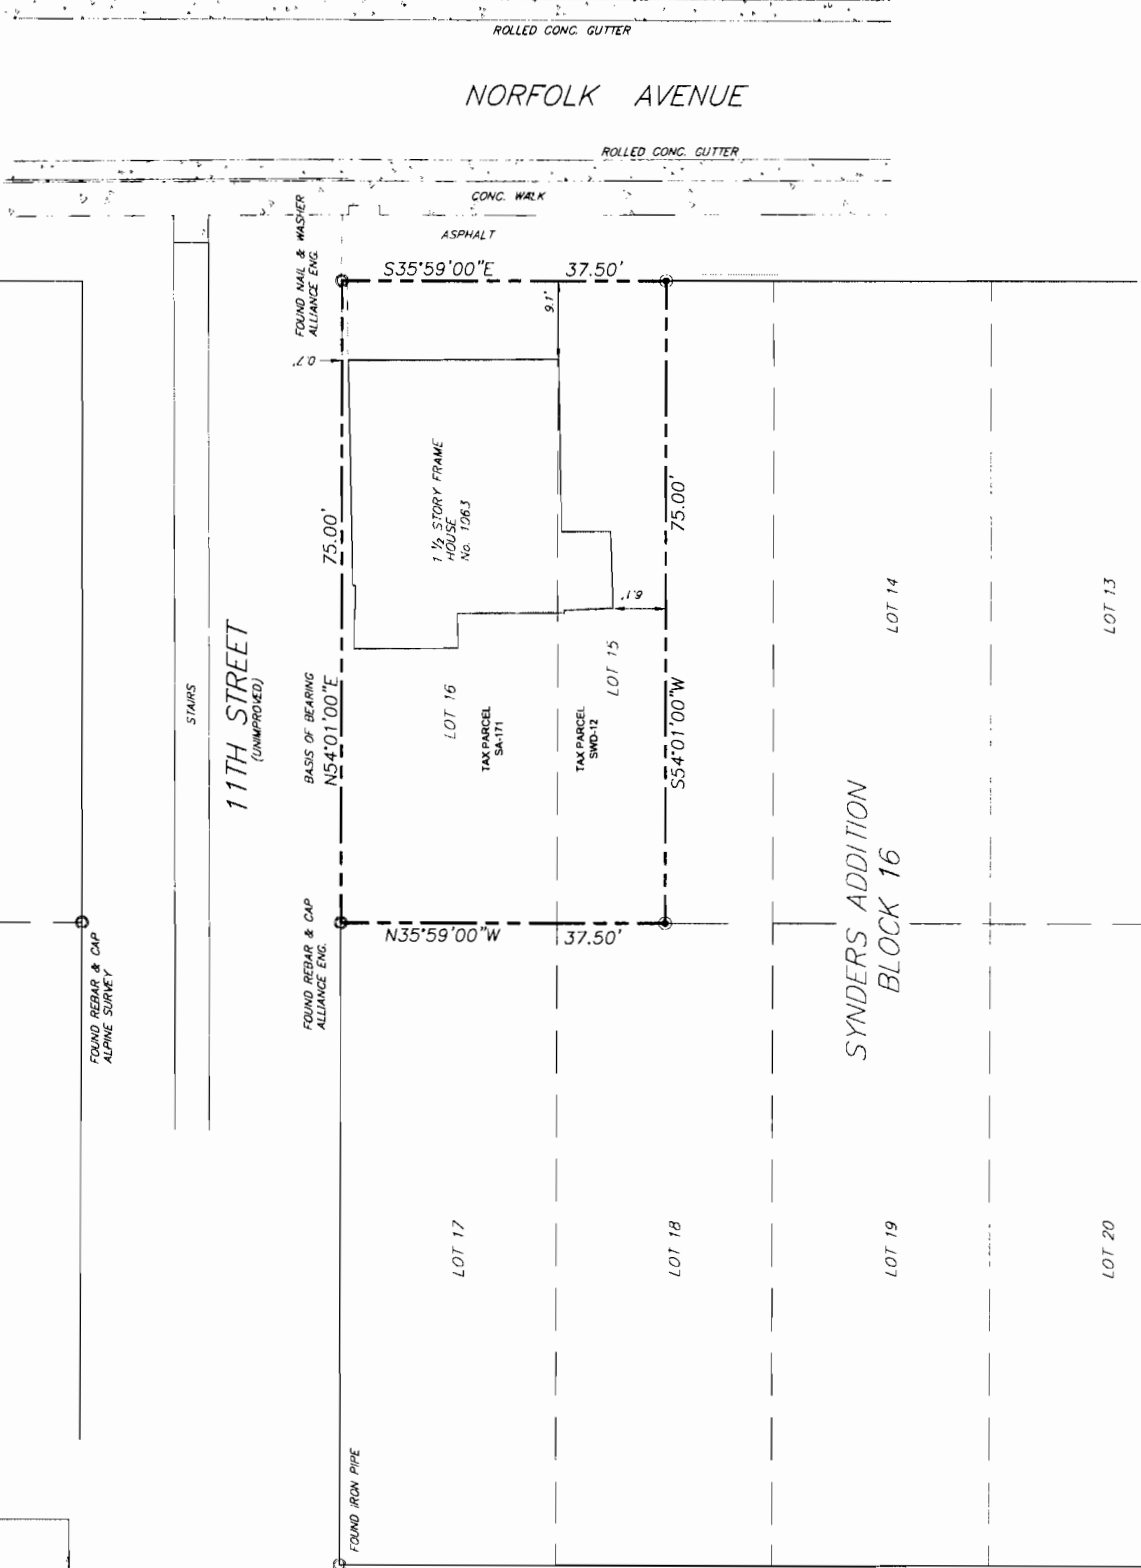 ROLLED CONC. GUTTER
NORFOLK AVENUE
ROLLED CONC. GUTTER
CONC. WALK
ASPHALT
FOUND NAIL & WASHER
ALLIANCE ENG.
S35°59'00"E 37.50'
9.1'
0.7'
1 ½ STORY FRAME
HOUSE
No. 1063
75.00'
75.00'
6.1'
LOT 14
LOT 13
STAIRS
11TH STREET
(UNIMPROVED)
BASIS OF BEARING
N54°01'00"E
LOT 16
LOT 15
TAX PARCEL
SA-171
TAX PARCEL
SWD-12
S54°01'00"W
SYNDERS ADDITION
BLOCK 16
FOUND REBAR & CAP
ALPINE SURVEY
FOUND REBAR & CAP
ALLIANCE ENG.
N35°59'00"W 37.50'
LOT 17
LOT 18
LOT 19
LOT 20
FOUND IRON PIPE